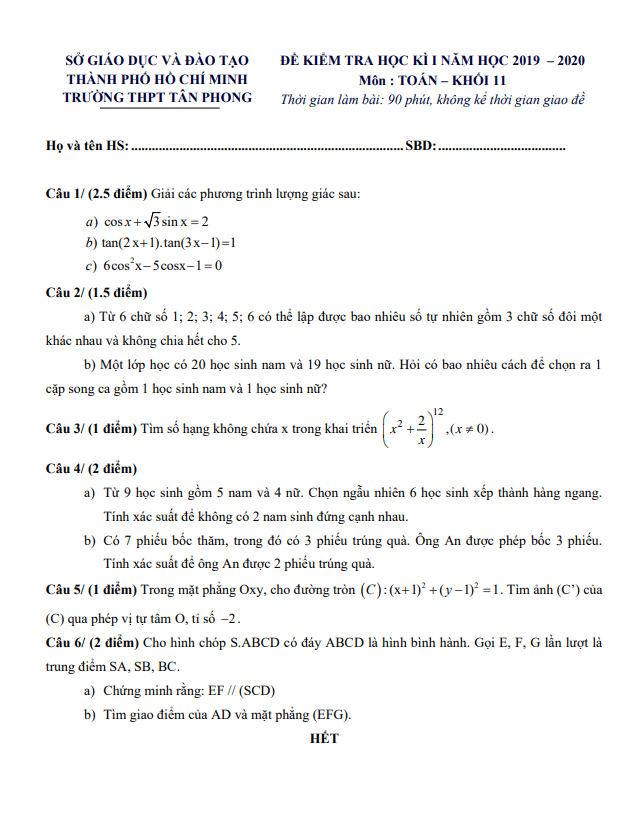 SỞ GIÁO DỤC VÀ ĐÀO TẠO
THÀNH PHỐ HỒ CHÍ MINH
TRƯỜNG THPT TÂN PHONG
ĐỀ KIỂM TRA HỌC KÌ I NĂM HỌC 2019 – 2020
Môn : TOÁN – KHỐI 11
Thời gian làm bài: 90 phút, không kể thời gian giao đề
Họ và tên HS: ............................................................................... SBD: .....................................
Câu 1/ (2.5 điểm) Giải các phương trình lượng giác sau:
a) cos x + √3 sin x = 2
b) tan(2x+1).tan(3x−1)=1
c) 6cos²x − 5cosx − 1 = 0
Câu 2/ (1.5 điểm)
a) Từ 6 chữ số 1; 2; 3; 4; 5; 6 có thể lập được bao nhiêu số tự nhiên gồm 3 chữ số đôi một
khác nhau và không chia hết cho 5.
b) Một lớp học có 20 học sinh nam và 19 học sinh nữ. Hỏi có bao nhiêu cách để chọn ra 1
cặp song ca gồm 1 học sinh nam và 1 học sinh nữ?
Câu 3/ (1 điểm) Tìm số hạng không chứa x trong khai triển (x² + 2/x)¹² ,(x ≠ 0).
Câu 4/ (2 điểm)
a) Từ 9 học sinh gồm 5 nam và 4 nữ. Chọn ngẫu nhiên 6 học sinh xếp thành hàng ngang.
Tính xác suất để không có 2 nam sinh đứng cạnh nhau.
b) Có 7 phiếu bốc thăm, trong đó có 3 phiếu trúng quà. Ông An được phép bốc 3 phiếu.
Tính xác suất để ông An được 2 phiếu trúng quà.
Câu 5/ (1 điểm) Trong mặt phẳng Oxy, cho đường tròn (C):(x+1)² + (y−1)² = 1. Tìm ảnh (C’) của
(C) qua phép vị tự tâm O, tỉ số −2.
Câu 6/ (2 điểm) Cho hình chóp S.ABCD có đáy ABCD là hình bình hành. Gọi E, F, G lần lượt là
trung điểm SA, SB, BC.
a) Chứng minh rằng: EF // (SCD)
b) Tìm giao điểm của AD và mặt phẳng (EFG).
HẾT